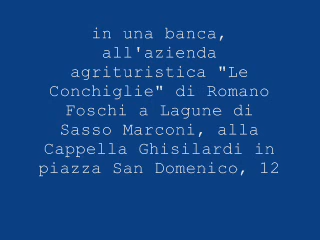 in una banca,
all'azienda
agrituristica "Le
Conchiglie" di Romano
Foschi a Lagune di
Sasso Marconi, alla
Cappella Ghisilardi in
piazza San Domenico, 12